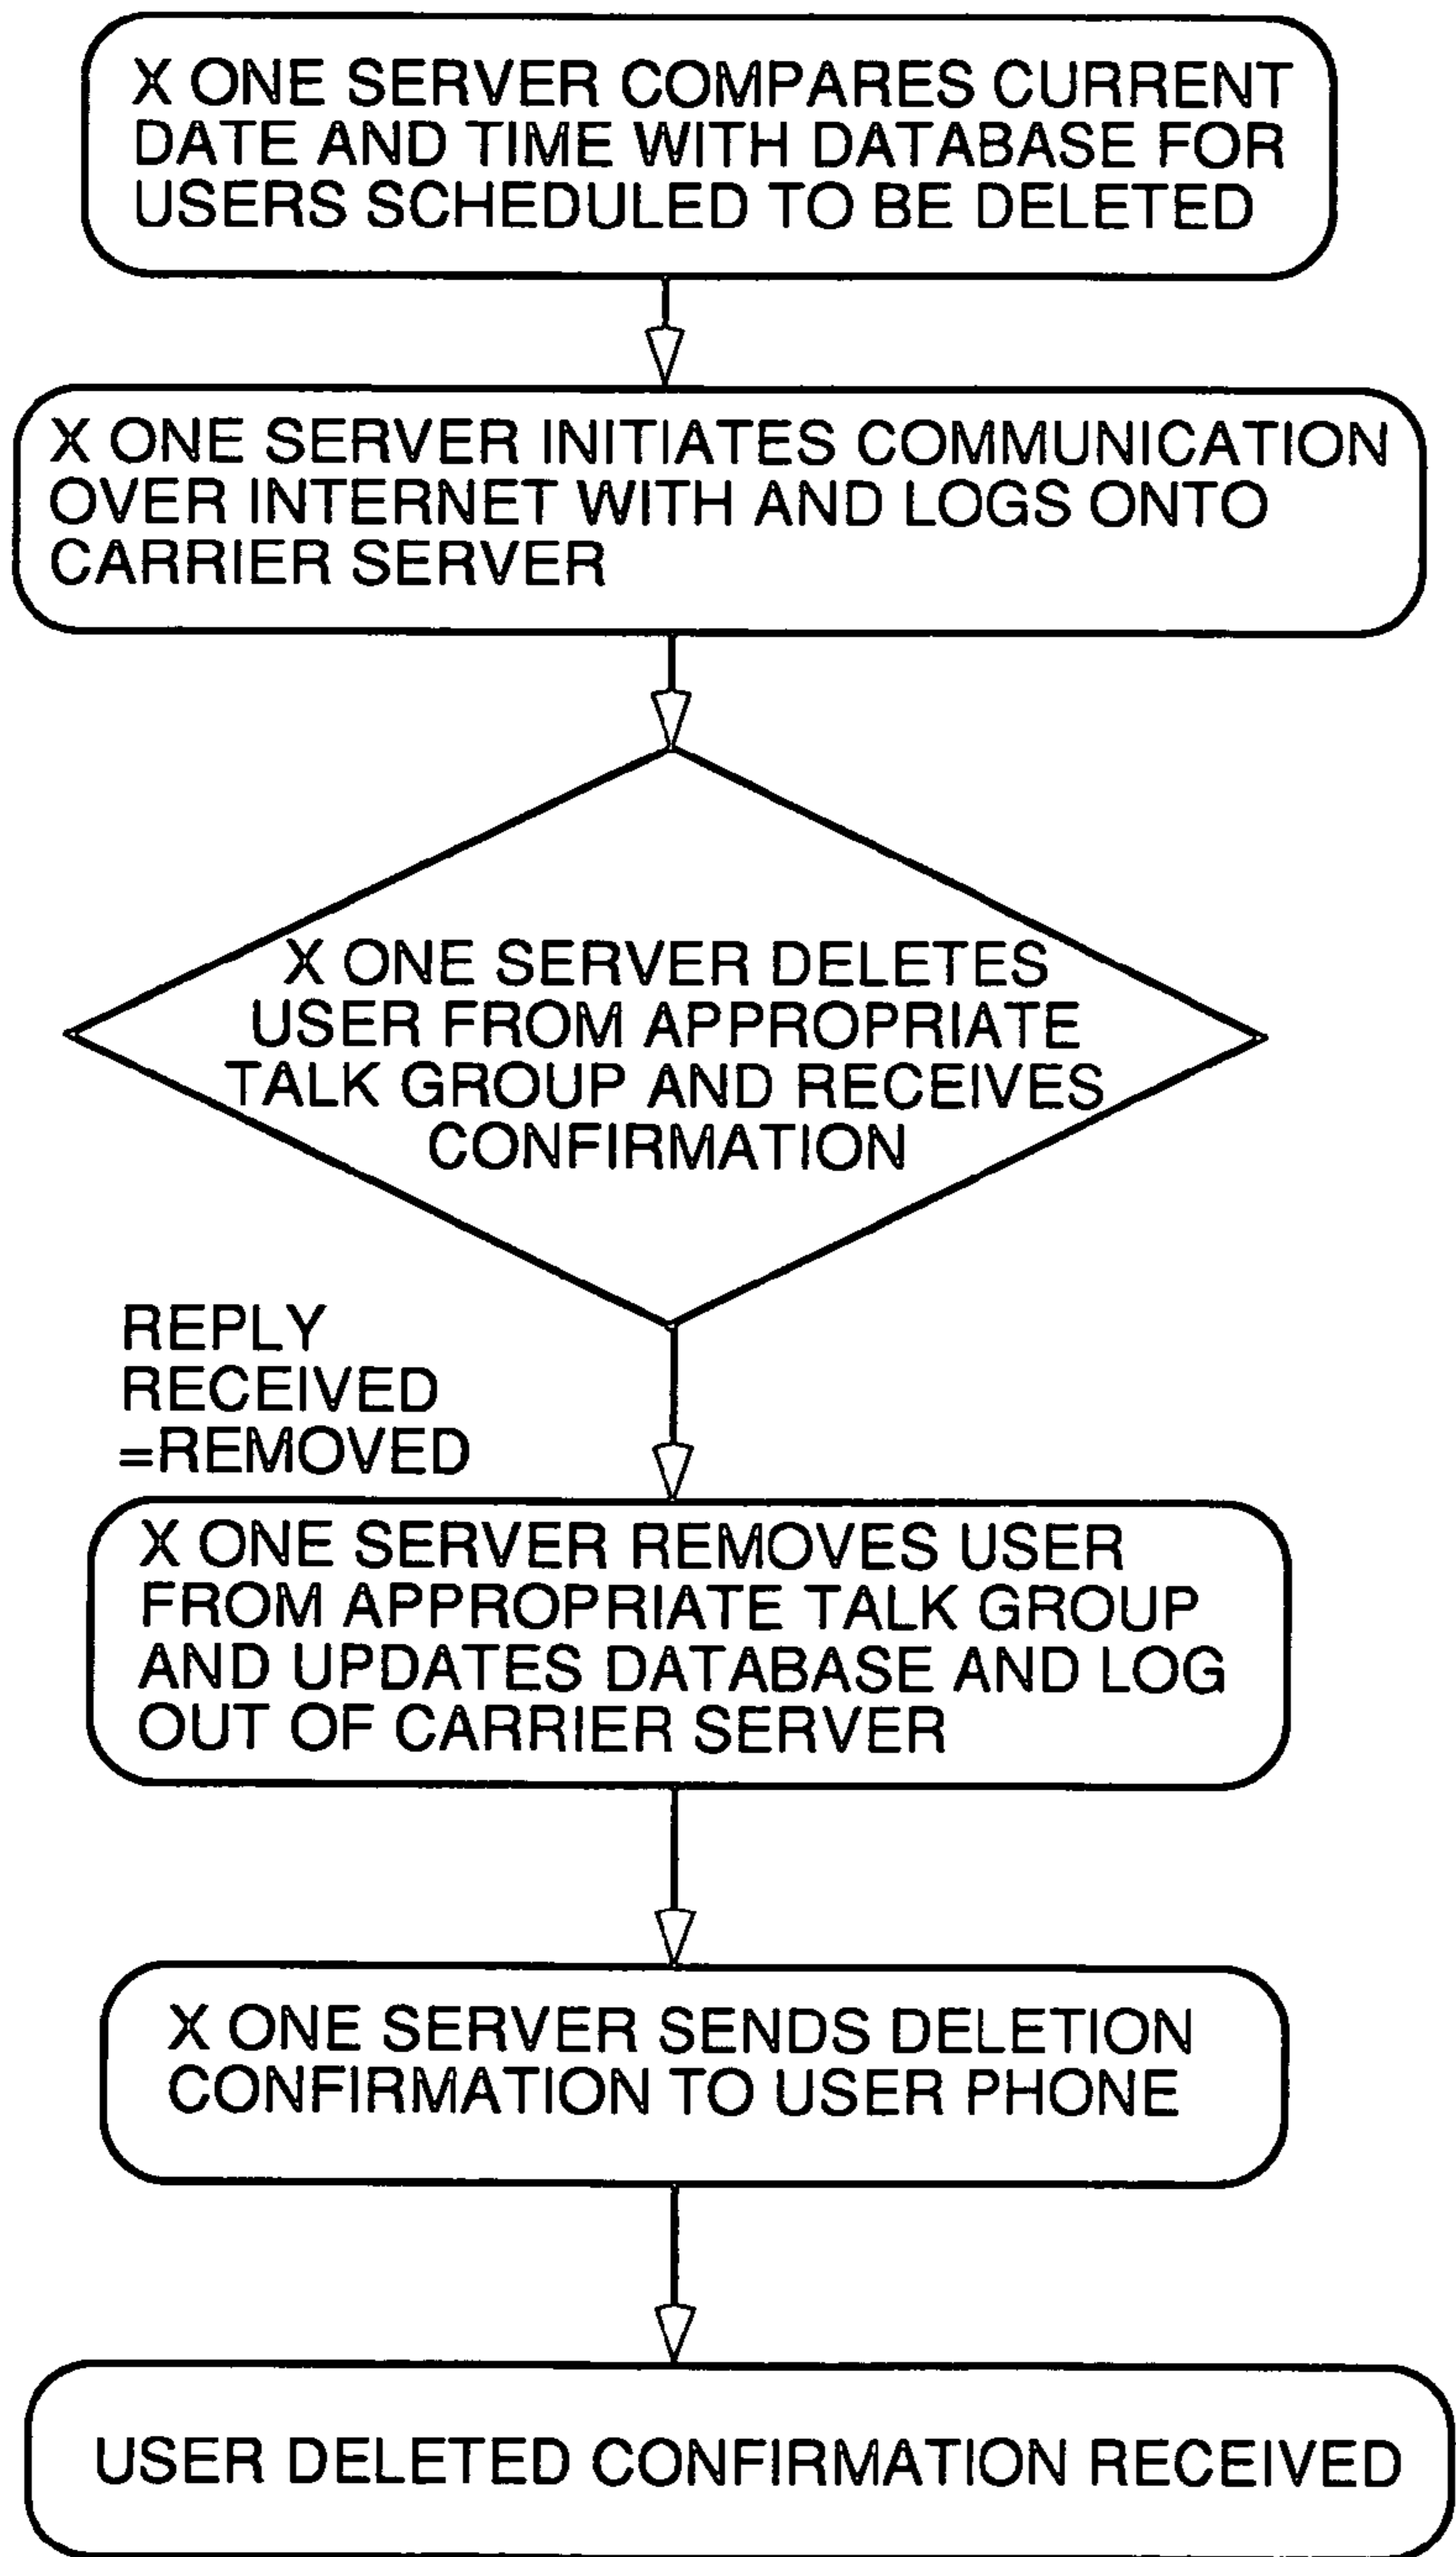 X ONE SERVER COMPARES CURRENT
DATE AND TIME WITH DATABASE FOR
USERS SCHEDULED TO BE DELETED
X ONE SERVER INITIATES COMMUNICATION
OVER INTERNET WITH AND LOGS ONTO
CARRIER SERVER
X ONE SERVER DELETES
USER FROM APPROPRIATE
TALK GROUP AND RECEIVES
CONFIRMATION
REPLY
RECEIVED
=REMOVED
X ONE SERVER REMOVES USER
FROM APPROPRIATE TALK GROUP
AND UPDATES DATABASE AND LOG
OUT OF CARRIER SERVER
X ONE SERVER SENDS DELETION
CONFIRMATION TO USER PHONE
USER DELETED CONFIRMATION RECEIVED